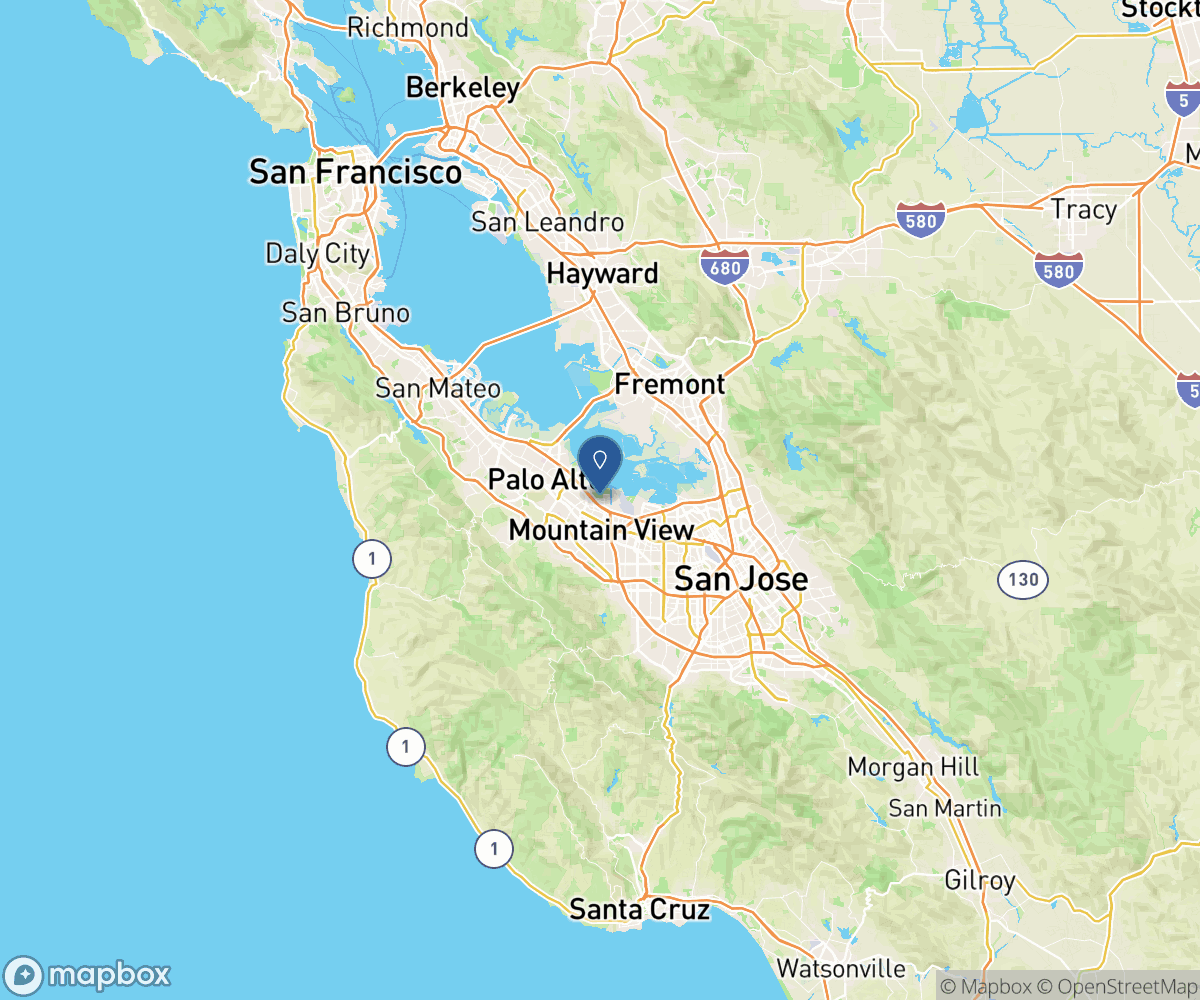 Stockt
Richmond
Berkeley
5
M
San Francisco
San Leandro
580
Tracy
Daly City
680
580
Hayward
San Bruno
San Mateo
Fremont
5
Palo Alt
Mountain View
1
San Jose
130
1
Morgan Hill
San Martin
1
Gilroy
Santa Cruz
Watsonville
mapbox
© Mapbox © OpenStreetMap